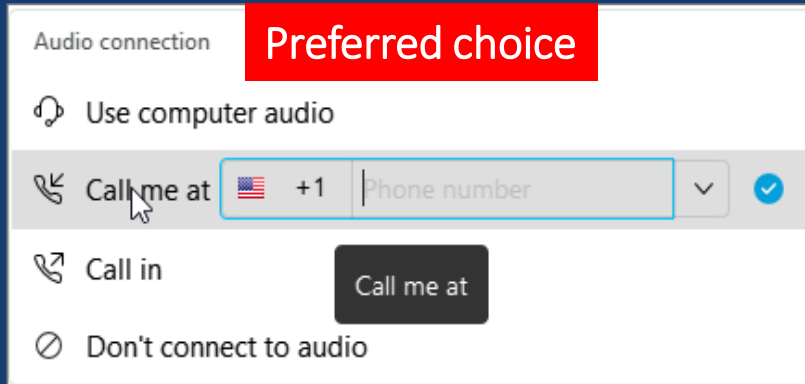 Audio connection
Preferred choice
Use computer audio
Call me at +1 Phone number
Call in
Call me at
Don't connect to audio